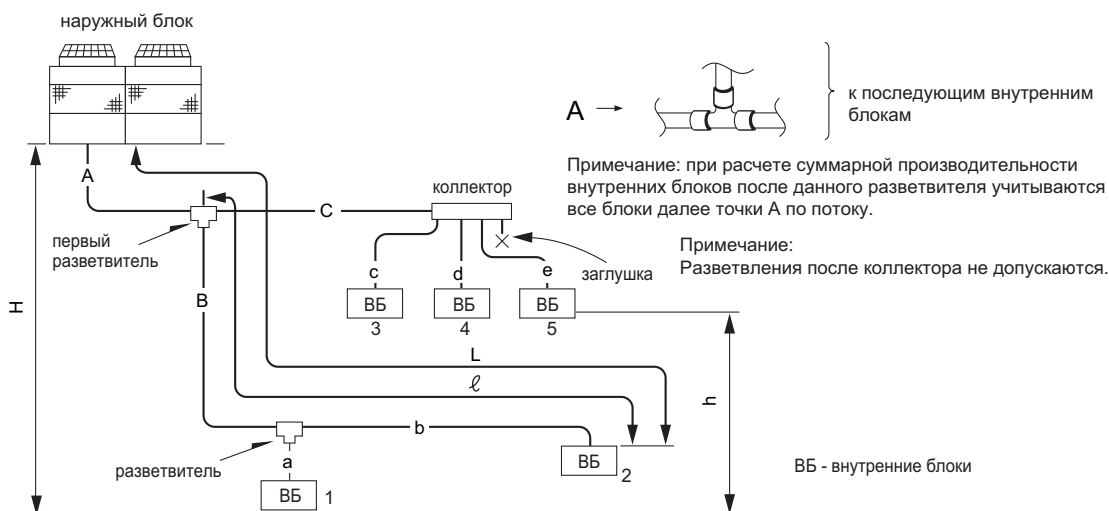 наружный блок
A
к последующим внутренним
блокам
Примечание: при расчете суммарной производительности
внутренних блоков после данного разветвителя учитываются
все блоки далее точки А по потоку.
Примечание:
Разветвления после коллектора не допускаются.
A
C
коллектор
первый
разветвитель
заглушка
c
d
e
B
ВБ
ВБ
ВБ
3
4
5
H
L
ℓ
h
b
разветвитель
a
ВБ
1
ВБ
2
ВБ - внутренние блоки